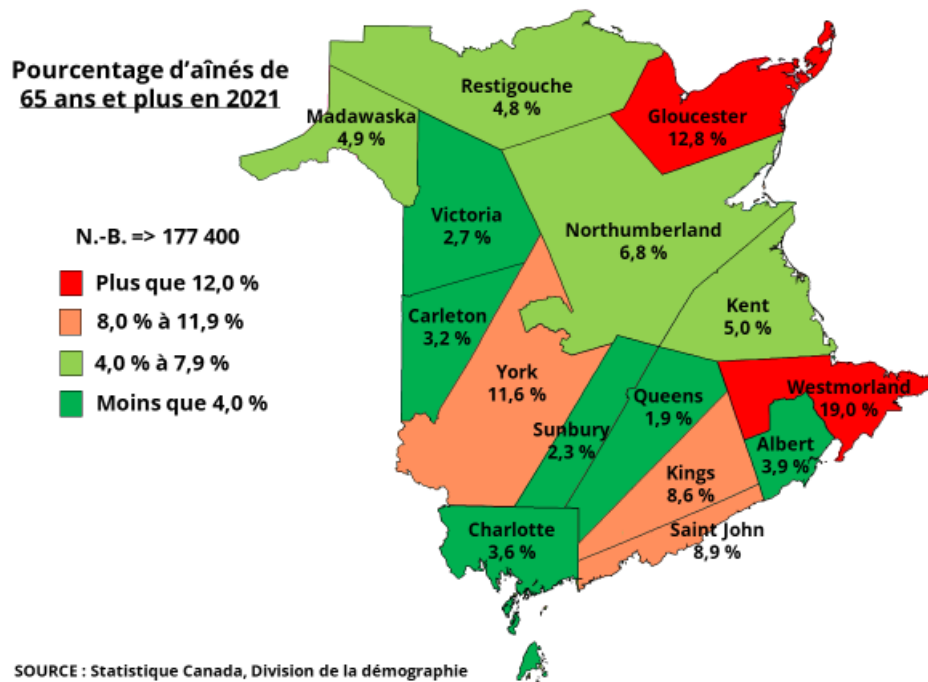 Pourcentage d'aînés de
65 ans et plus en 2021
N.-B. => 177 400
Plus que 12,0 %
8,0 % à 11,9 %
4,0 % à 7,9 %
Moins que 4,0 %
Restigouche
4,8 %
Gloucester
12,8 %
Madawaska
4,9 %
Victoria
2,7 %
Northumberland
6,8 %
Carleton
3,2 %
Kent
5,0 %
York
11,6 %
Westmorland
19,0 %
Queens
1,9 %
Sunbury
2,3 %
Albert
3,9 %
Kings
8,6 %
Charlotte
3,6 %
Saint John
8,9 %
SOURCE : Statistique Canada, Division de la démographie